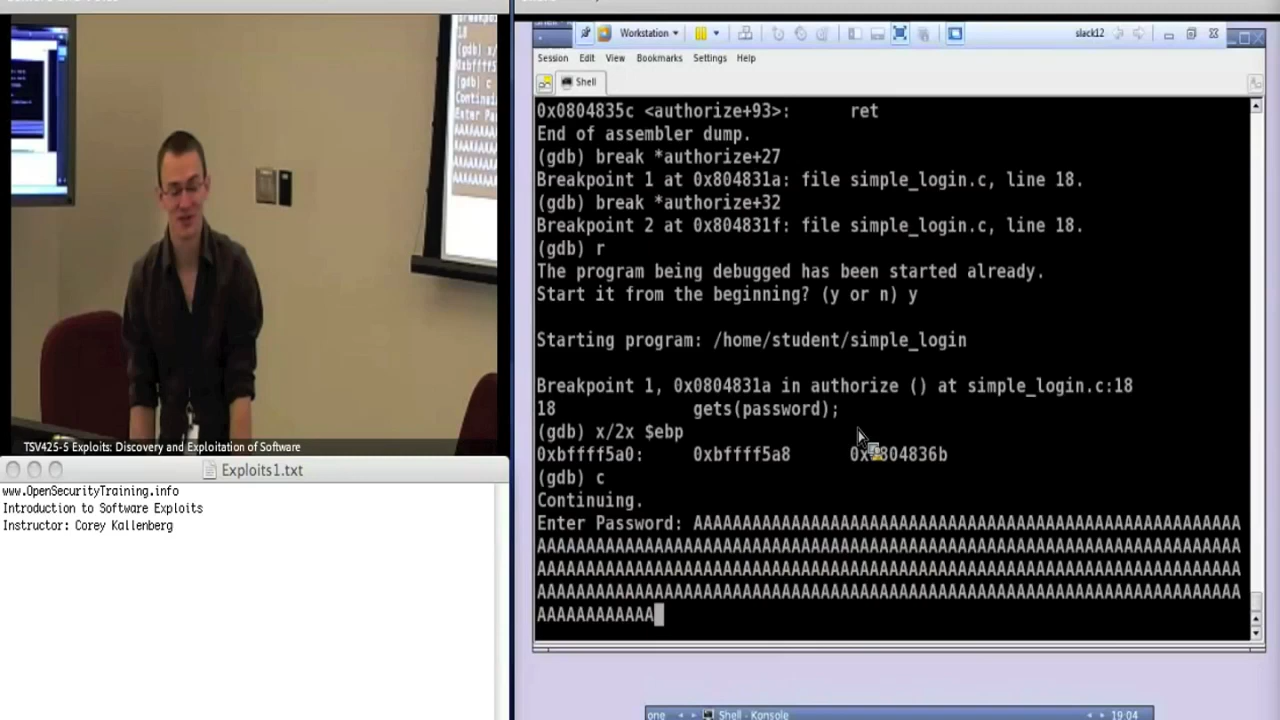 Workstation
slack12
Session Edit View Bookmarks Settings Help
Shell
0x0804835c <authorize+93>: ret
End of assembler dump.
(gdb) break *authorize+27
Breakpoint 1 at 0x804831a: file simple_login.c, line 18.
(gdb) break *authorize+32
Breakpoint 2 at 0x804831f: file simple_login.c, line 18.
(gdb) r
The program being debugged has been started already.
Start it from the beginning? (y or n) y
Starting program: /home/student/simple_login
Breakpoint 1, 0x0804831a in authorize () at simple_login.c:18
18 gets(password);
(gdb) x/2x $ebp
0xbffff5a0: 0xbffff5a8 0x0804836b
(gdb) c
Continuing.
Enter Password: AAAAAAAAAAAAAAAAAAAAAAAAAAAAAAAAAAAAAAAAAAAAAAAAAAAAAAAA
AAAAAAAAAAAAAAAAAAAAAAAAAAAAAAAAAAAAAAAAAAAAAAAAAAAAAAAAAAAAAAAAAAAAAAAA
AAAAAAAAAAAAAAAAAAAAAAAAAAAAAAAAAAAAAAAAAAAAAAAAAAAAAAAAAAAAAAAAAAAAAAAA
AAAAAAAAAAAAAAAAAAAAAAAAAAAAAAAAAAAAAAAAAAAAAAAAAAAAAAAAAAAAAAAAAAAAAAAA
AAAAAAAAAAAA
TSV425-5 Exploits: Discovery and Exploitation of Software
Exploits1.txt
www.OpenSecurityTraining.info
Introduction to Software Exploits
Instructor: Corey Kallenberg
one
Shell - Konsole
19:04